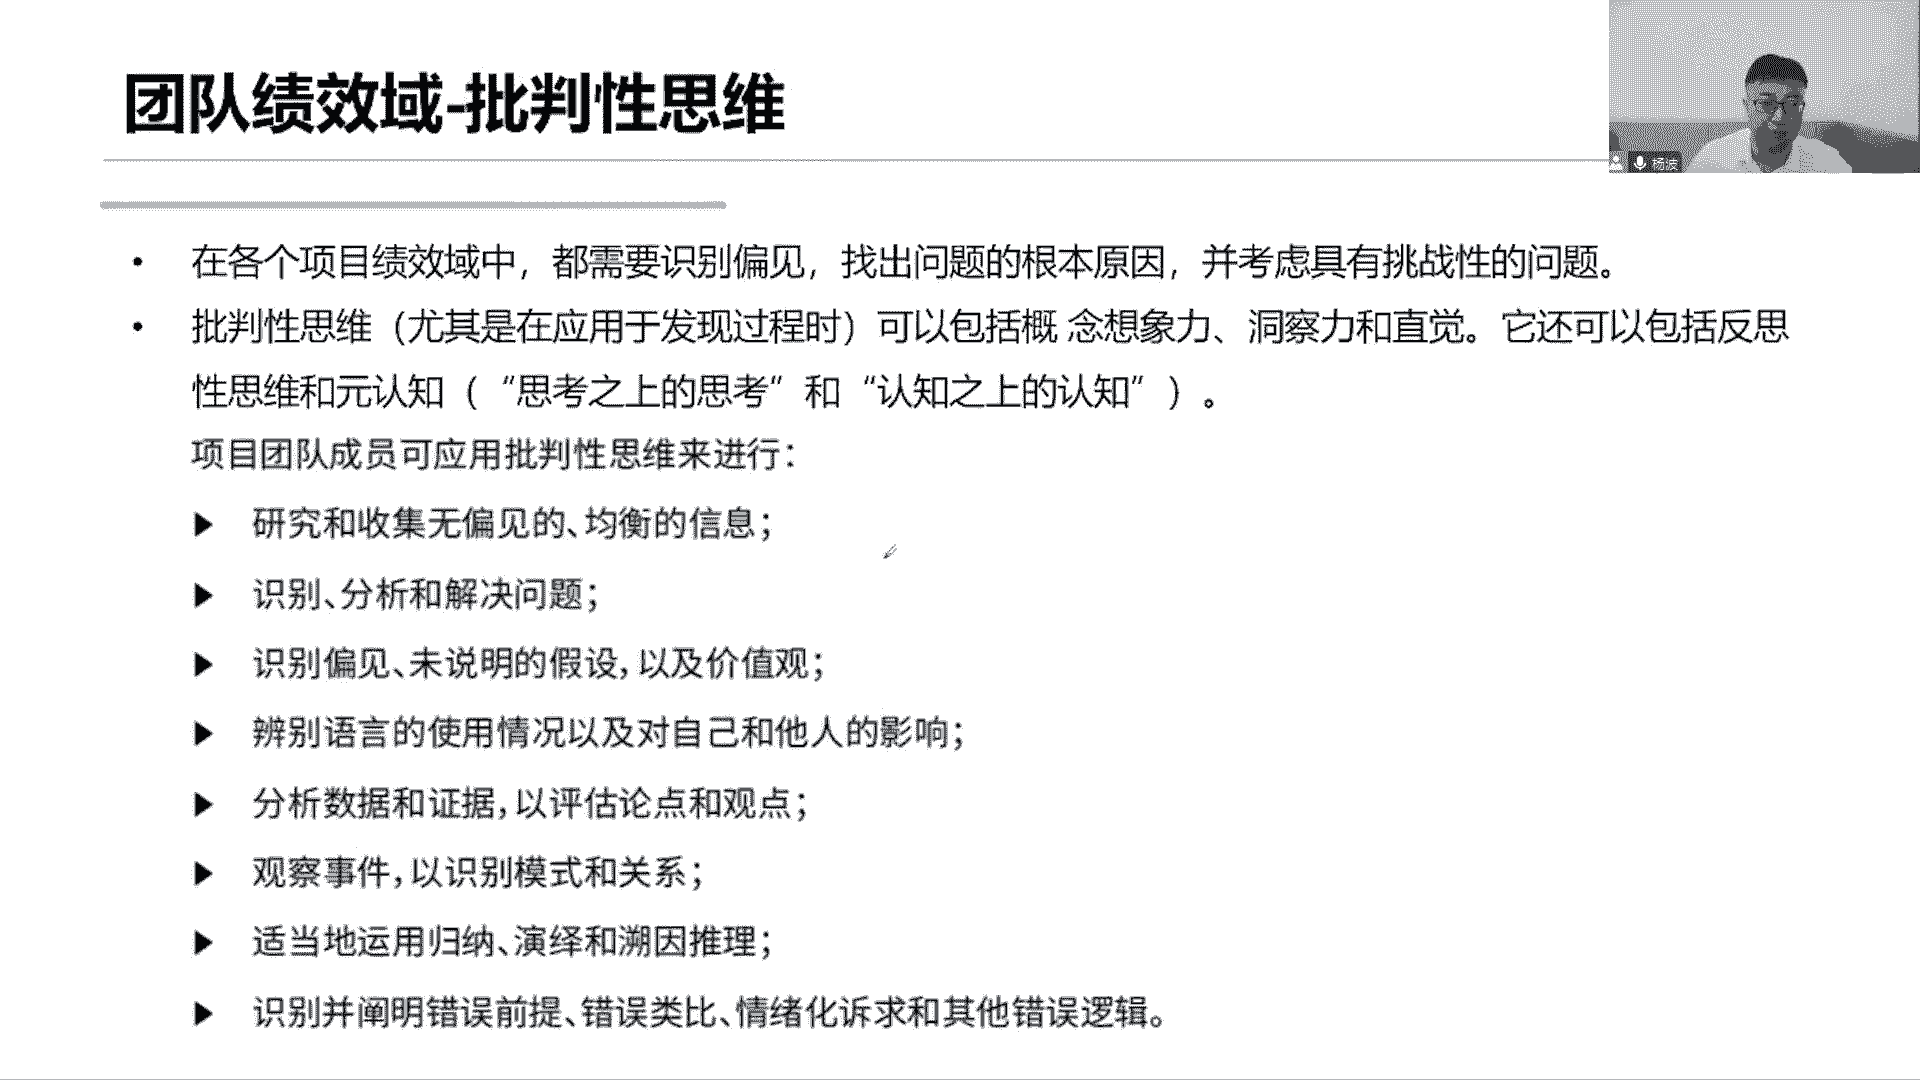 团队绩效域-批判性思维
杨波
• 在各个项目绩效域中，都需要识别偏见，找出问题的根本原因，并考虑具有挑战性的问题。
• 批判性思维（尤其是在应用于发现过程时）可以包括概 念想象力、洞察力和直觉。它还可以包括反思
性思维和元认知（“思考之上的思考”和“认知之上的认知”）。
项目团队成员可应用批判性思维来进行：
▶ 研究和收集无偏见的、均衡的信息；
▶ 识别、分析和解决问题；
▶ 识别偏见、未说明的假设，以及价值观；
▶ 辨别语言的使用情况以及对自己和他人的影响；
▶ 分析数据和证据，以评估论点和观点；
▶ 观察事件，以识别模式和关系；
▶ 适当地运用归纳、演绎和溯因推理；
▶ 识别并阐明错误前提、错误类比、情绪化诉求和其他错误逻辑。